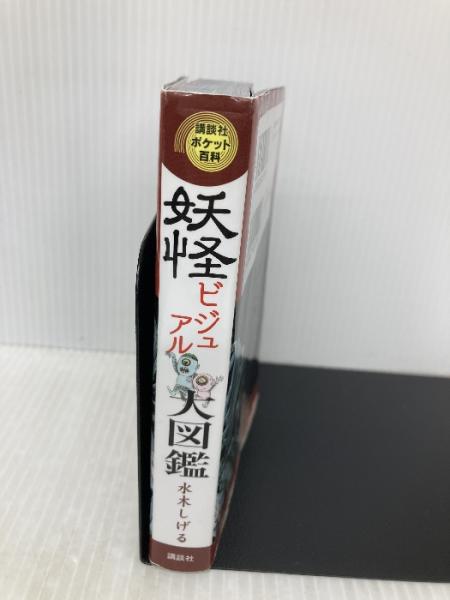 講談社
ポケット
百科
妖怪
ビジュ
アル
大図鑑
水木しげる
講談社